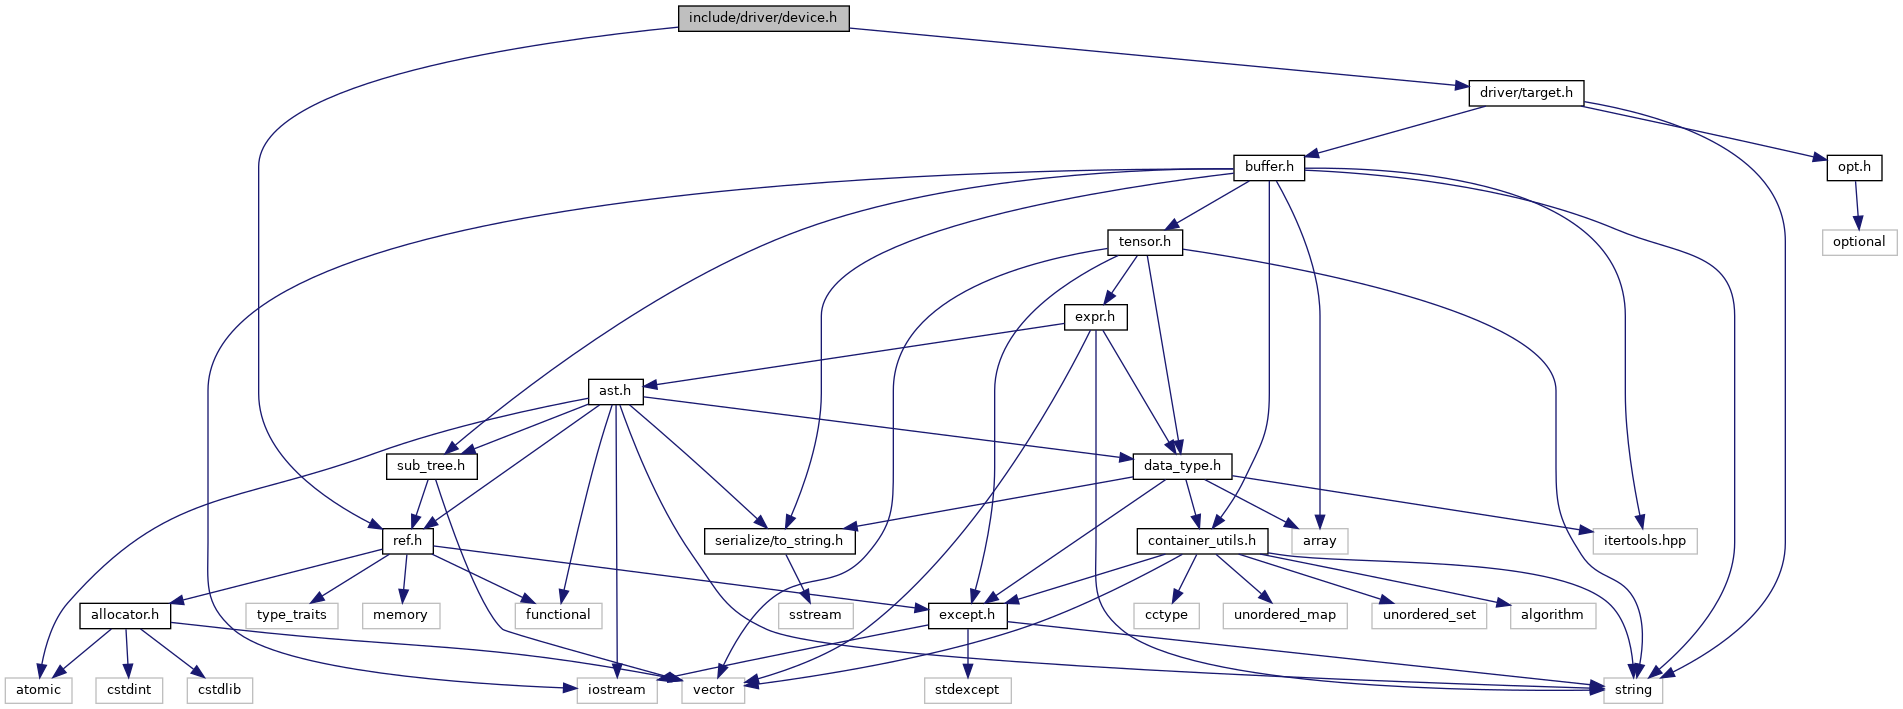 include/driver/device.h
driver/target.h
buffer.h
opt.h
tensor.h
optional
expr.h
ast.h
sub_tree.h
data_type.h
ref.h
serialize/to_string.h
container_utils.h
array
itertools.hpp
allocator.h
type_traits
memory
functional
sstream
except.h
cctype
unordered_map
unordered_set
algorithm
atomic
cstdint
cstdlib
iostream
vector
stdexcept
string